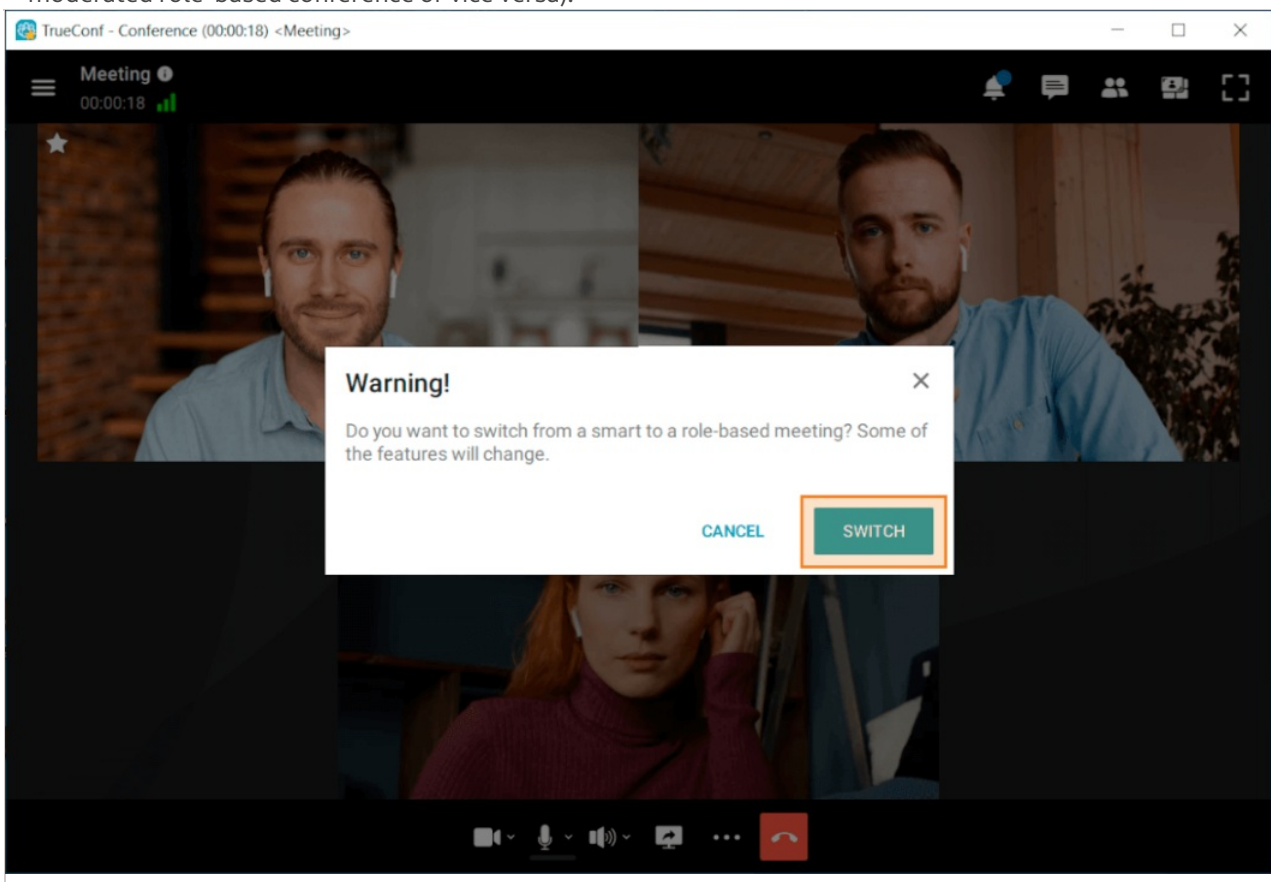 moderated role-based conference or vice versa).
TrueConf - Conference (00:00:18) <Meeting>
Meeting
00:00:18
Warning!
Do you want to switch from a smart to a role-based meeting? Some of
the features will change.
CANCEL SWITCH